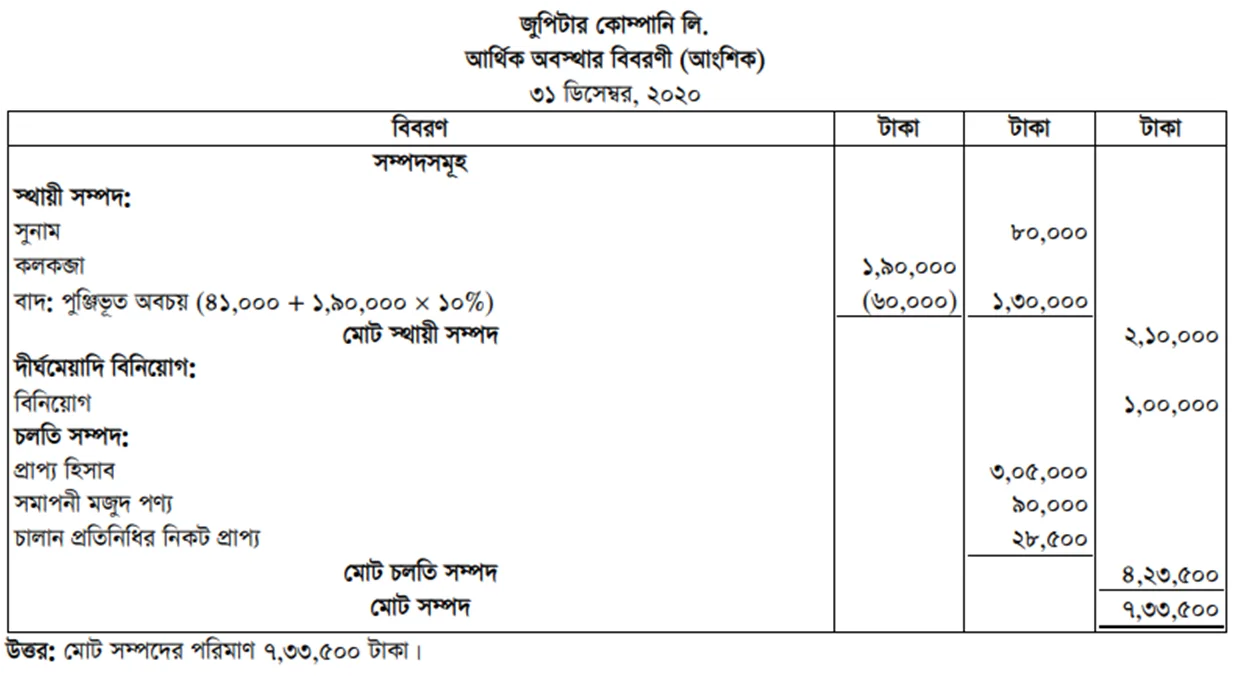 জুপিটার কোম্পানি লি.
আর্থিক অবস্থার বিবরণী (আংশিক)
৩১ ডিসেম্বর, ২০২০
বিবরণ টাকা টাকা টাকা
সম্পদসমূহ
স্থায়ী সম্পদ:
সুনাম ৮০,০০০
কলকব্জা ১,৯০,০০০
বাদ: পুঞ্জিভূত অবচয় (৪১,০০০ + ১,৯০,০০০ × ১০%) (৬০,০০০) ১,৩০,০০০
মোট স্থায়ী সম্পদ ২,১০,০০০
দীর্ঘমেয়াদি বিনিয়োগ:
বিনিয়োগ ১,০০,০০০
চলতি সম্পদ:
প্রাপ্য হিসাব ৩,০৫,০০০
সমাপনী মজুদ পণ্য ৯০,০০০
চালান প্রতিনিধির নিকট প্রাপ্য ২৮,৫০০
মোট চলতি সম্পদ ৪,২৩,৫০০
মোট সম্পদ ৭,৩৩,৫০০
উত্তর: মোট সম্পদের পরিমাণ ৭,৩৩,৫০০ টাকা।